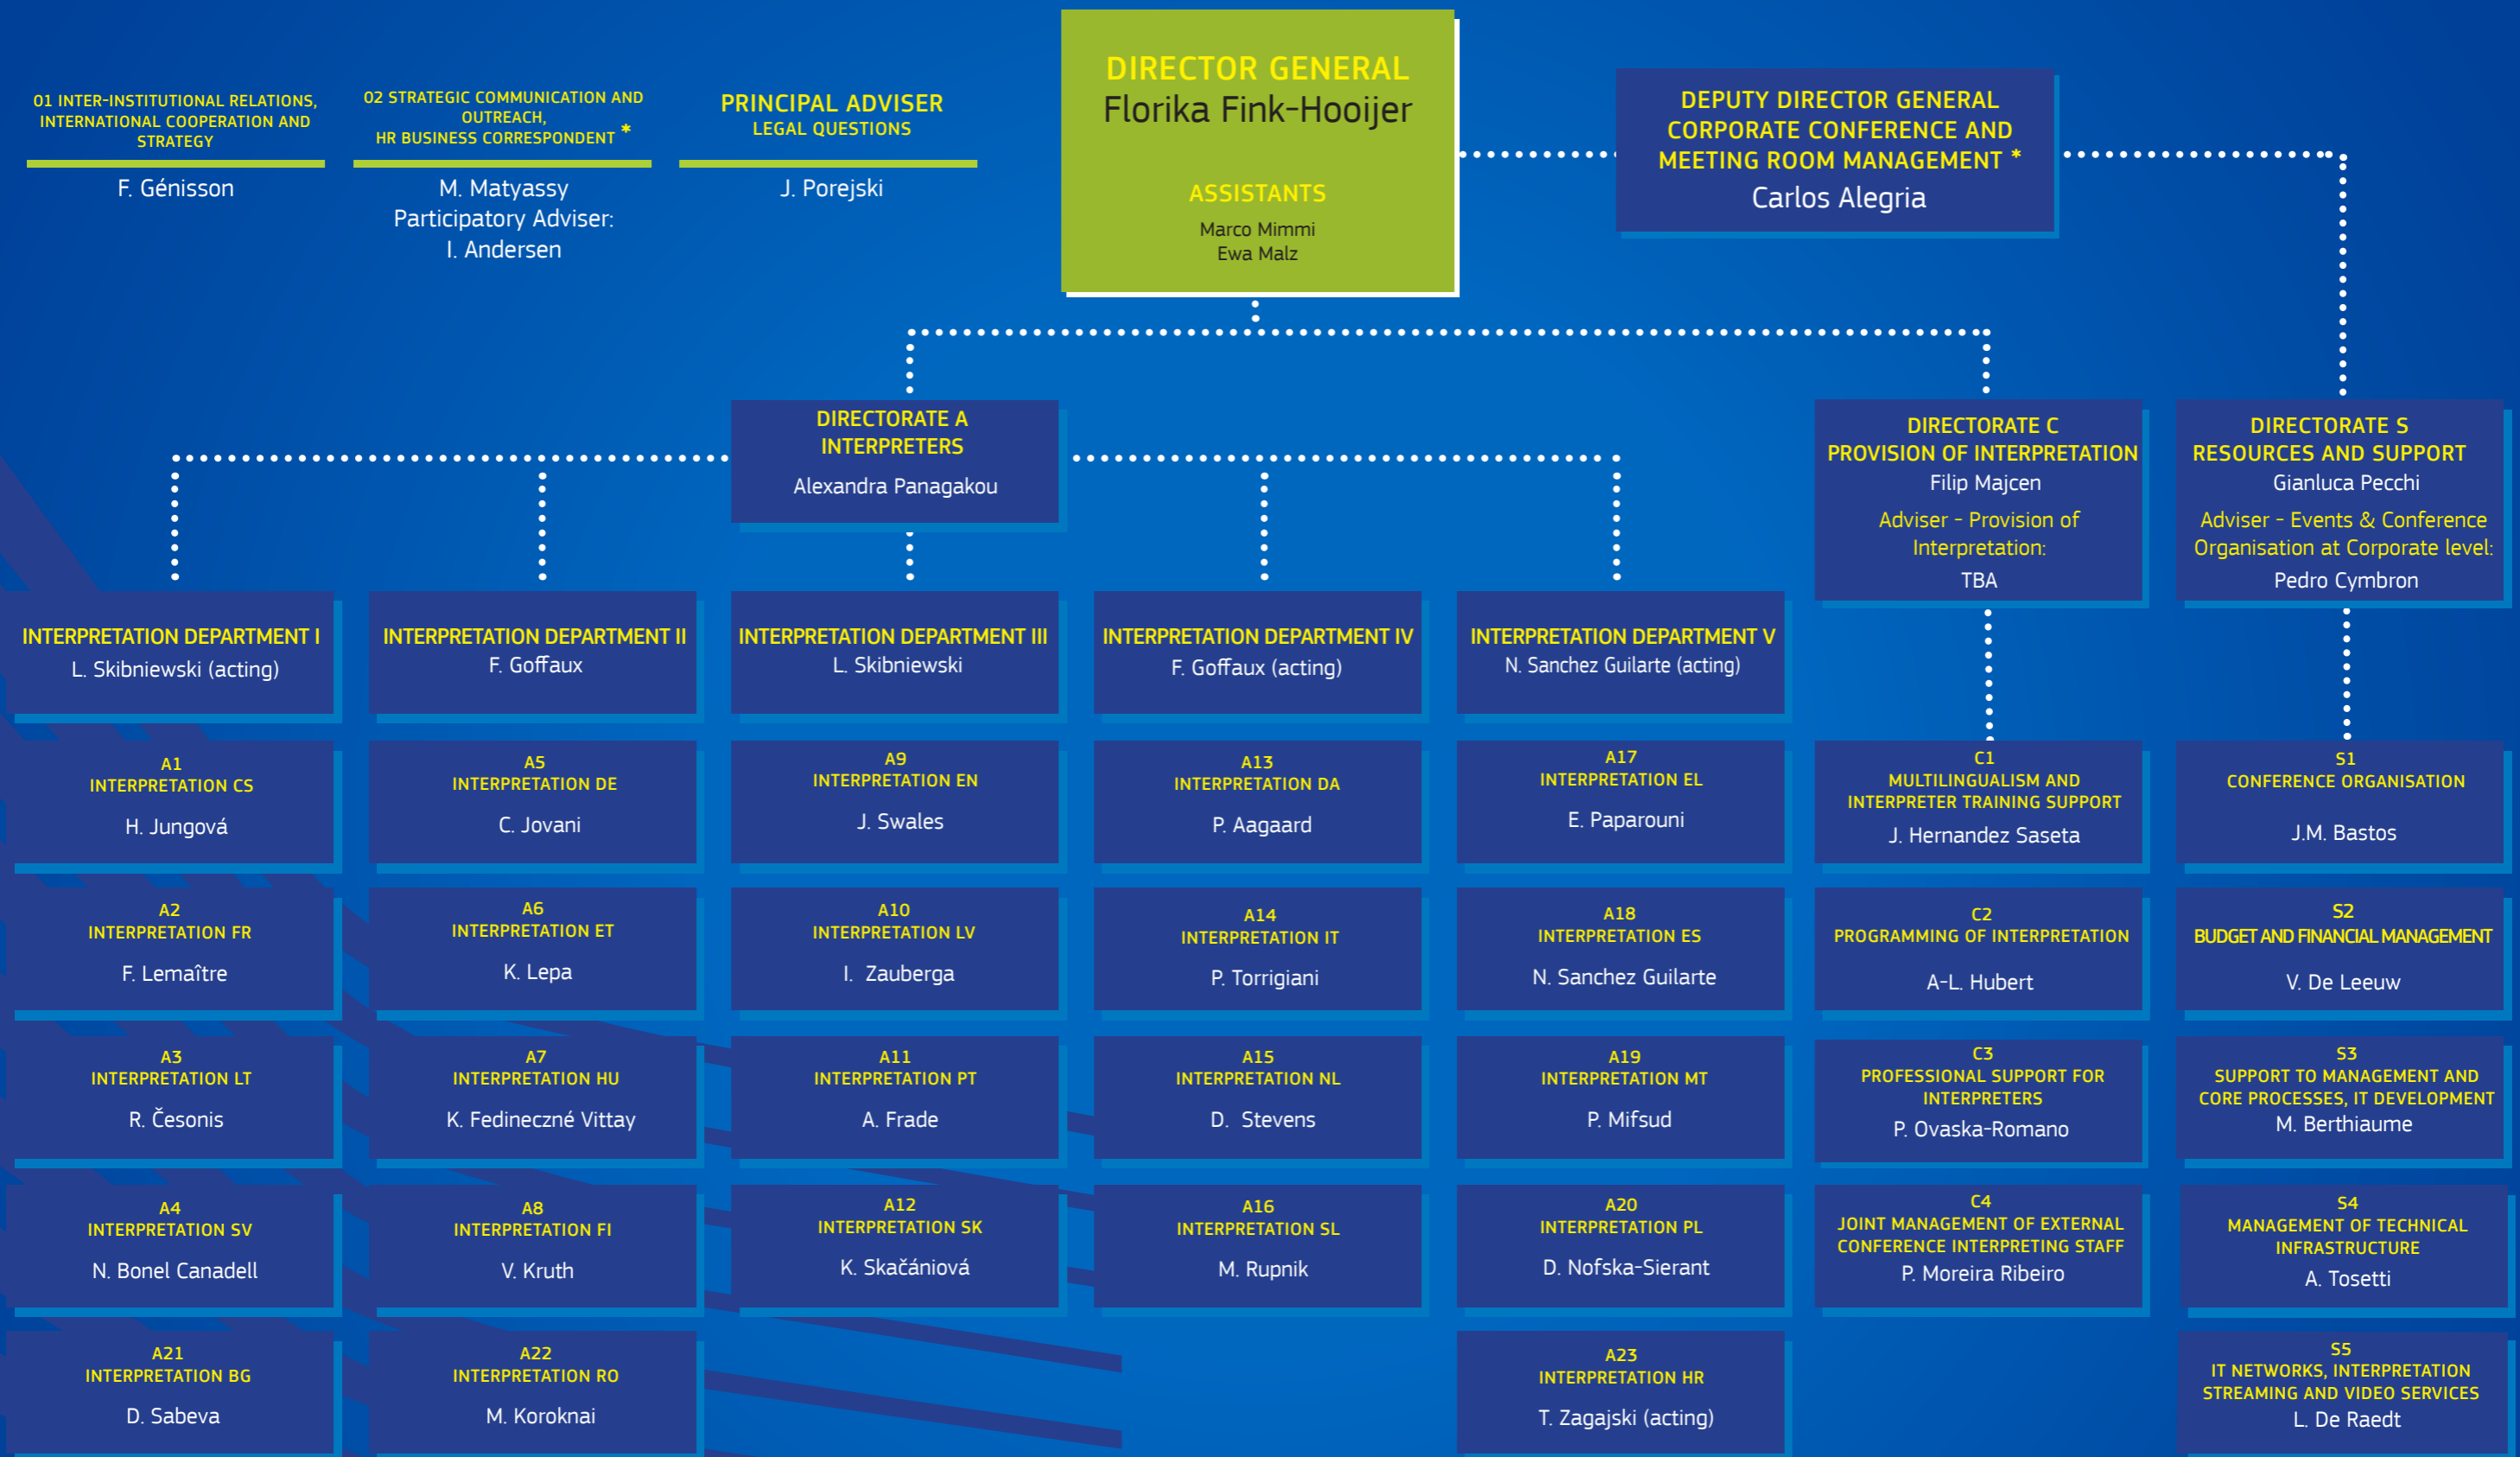 01 INTER-INSTITUTIONAL RELATIONS,
INTERNATIONAL COOPERATION AND
STRATEGY
F. Génisson
02 STRATEGIC COMMUNICATION AND
OUTREACH,
HR BUSINESS CORRESPONDENT *
M. Matyassy
Participatory Adviser:
I. Andersen
PRINCIPAL ADVISER
LEGAL QUESTIONS
J. Porejski
DIRECTOR GENERAL
Florika Fink-Hooijer
ASSISTANTS
Marco Mimmi
Ewa Malz
DEPUTY DIRECTOR GENERAL
CORPORATE CONFERENCE AND
MEETING ROOM MANAGEMENT *
Carlos Alegria
DIRECTORATE A
INTERPRETERS
Alexandra Panagakou
DIRECTORATE C
PROVISION OF INTERPRETATION
Filip Majcen
Adviser - Provision of
Interpretation:
TBA
DIRECTORATE S
RESOURCES AND SUPPORT
Gianluca Pecchi
Adviser - Events & Conference
Organisation at Corporate level:
Pedro Cymbron
INTERPRETATION DEPARTMENT I
L. Skibniewski (acting)
INTERPRETATION DEPARTMENT II
F. Goffaux
INTERPRETATION DEPARTMENT III
L. Skibniewski
INTERPRETATION DEPARTMENT IV
F. Goffaux (acting)
INTERPRETATION DEPARTMENT V
N. Sanchez Guilarte (acting)
A1
INTERPRETATION CS
H. Jungová
A5
INTERPRETATION DE
C. Jovani
A9
INTERPRETATION EN
J. Swales
A13
INTERPRETATION DA
P. Aagaard
A17
INTERPRETATION EL
E. Paparouni
C1
MULTILINGUALISM AND
INTERPRETER TRAINING SUPPORT
J. Hernandez Saseta
S1
CONFERENCE ORGANISATION
J.M. Bastos
A2
INTERPRETATION FR
F. Lemaître
A6
INTERPRETATION ET
K. Lepa
A10
INTERPRETATION LV
I. Zauberga
A14
INTERPRETATION IT
P. Torrigiani
A18
INTERPRETATION ES
N. Sanchez Guilarte
C2
PROGRAMMING OF INTERPRETATION
A-L. Hubert
S2
BUDGET AND FINANCIAL MANAGEMENT
V. De Leeuw
A3
INTERPRETATION LT
R. Česonis
A7
INTERPRETATION HU
K. Fedineczné Vittay
A11
INTERPRETATION PT
A. Frade
A15
INTERPRETATION NL
D. Stevens
A19
INTERPRETATION MT
P. Mifsud
C3
PROFESSIONAL SUPPORT FOR
INTERPRETERS
P. Ovaska-Romano
S3
SUPPORT TO MANAGEMENT AND
CORE PROCESSES, IT DEVELOPMENT
M. Berthiaume
A4
INTERPRETATION SV
N. Bonel Canadell
A8
INTERPRETATION FI
V. Kruth
A12
INTERPRETATION SK
K. Skačániová
A16
INTERPRETATION SL
M. Rupnik
A20
INTERPRETATION PL
D. Nofska-Sierant
C4
JOINT MANAGEMENT OF EXTERNAL
CONFERENCE INTERPRETING STAFF
P. Moreira Ribeiro
S4
MANAGEMENT OF TECHNICAL
INFRASTRUCTURE
A. Tosetti
A21
INTERPRETATION BG
D. Sabeva
A22
INTERPRETATION RO
M. Koroknai
A23
INTERPRETATION HR
T. Zagajski (acting)
S5
IT NETWORKS, INTERPRETATION
STREAMING AND VIDEO SERVICES
L. De Raedt